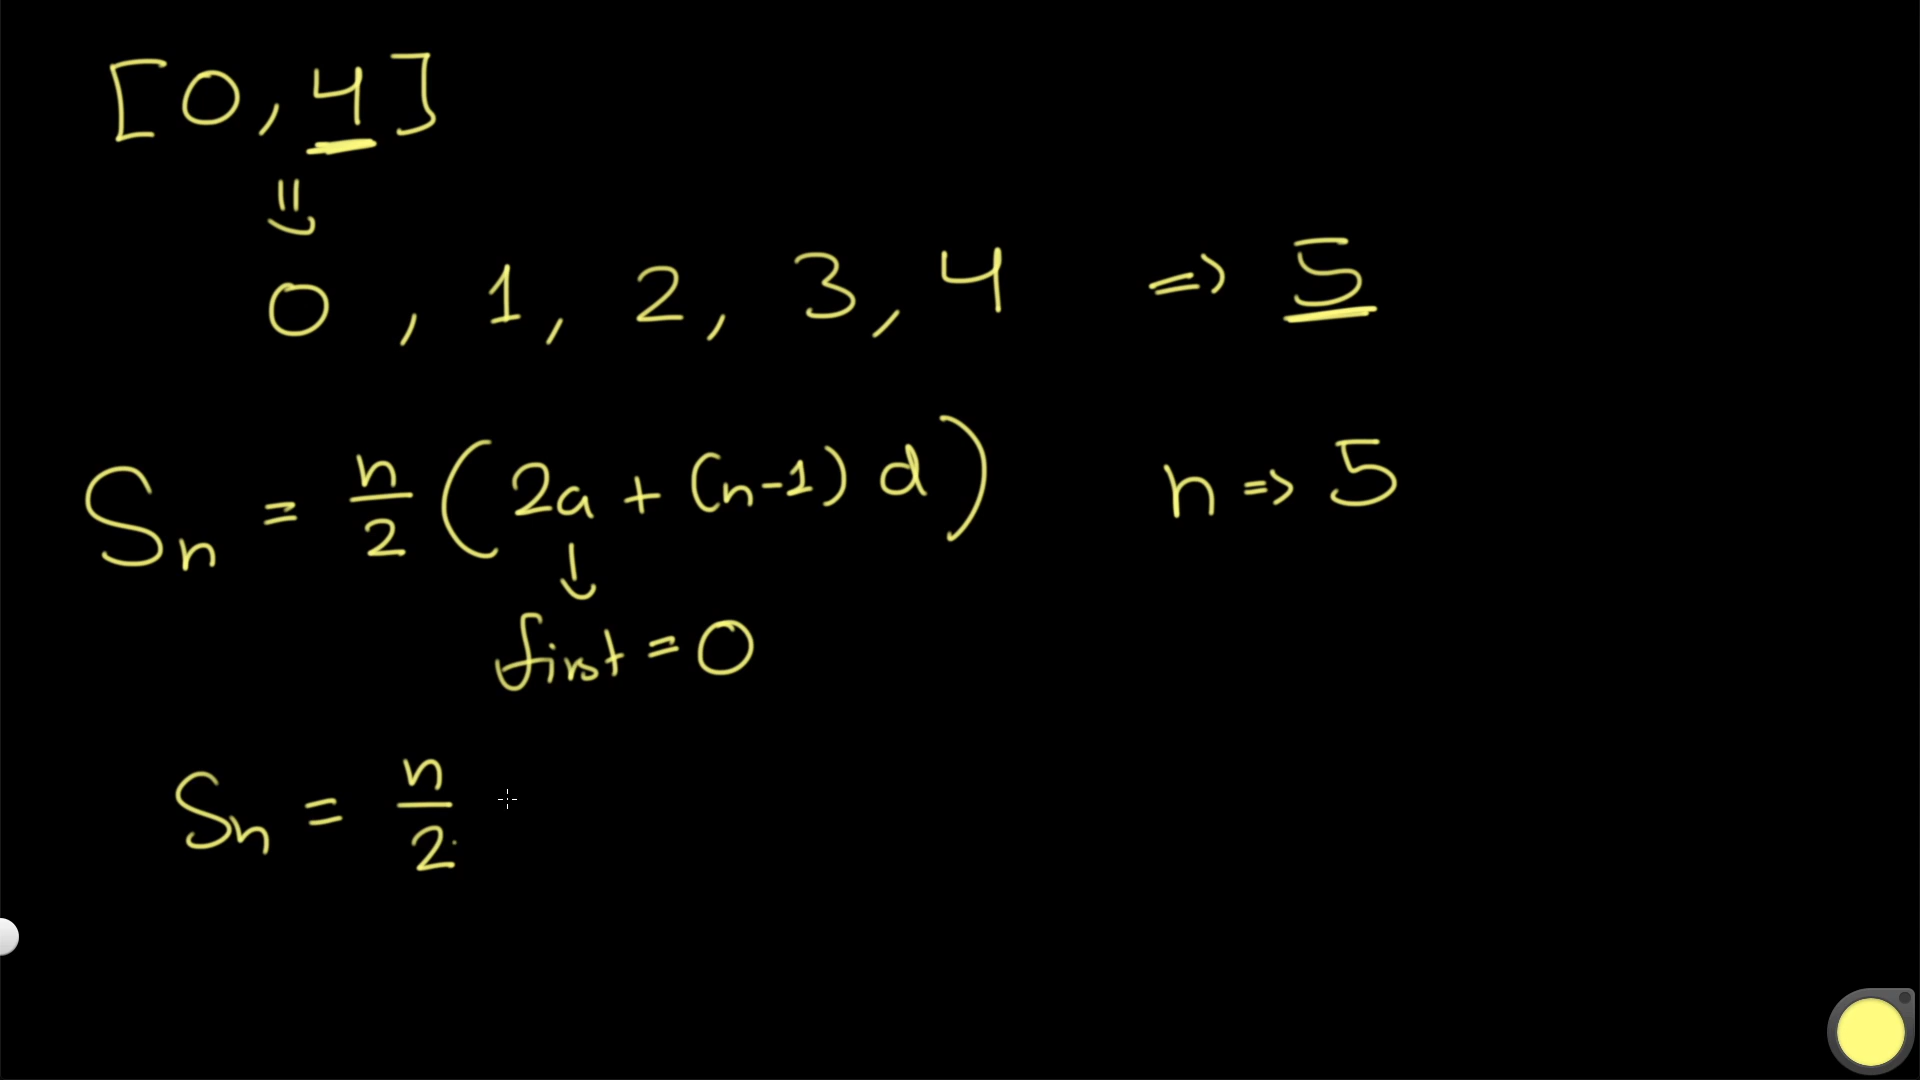 [0, 4]
0, 1, 2, 3, 4 => 5
Sn = n/2 (2a + (n-1) d) n => 5
first = 0
Sn = n/2